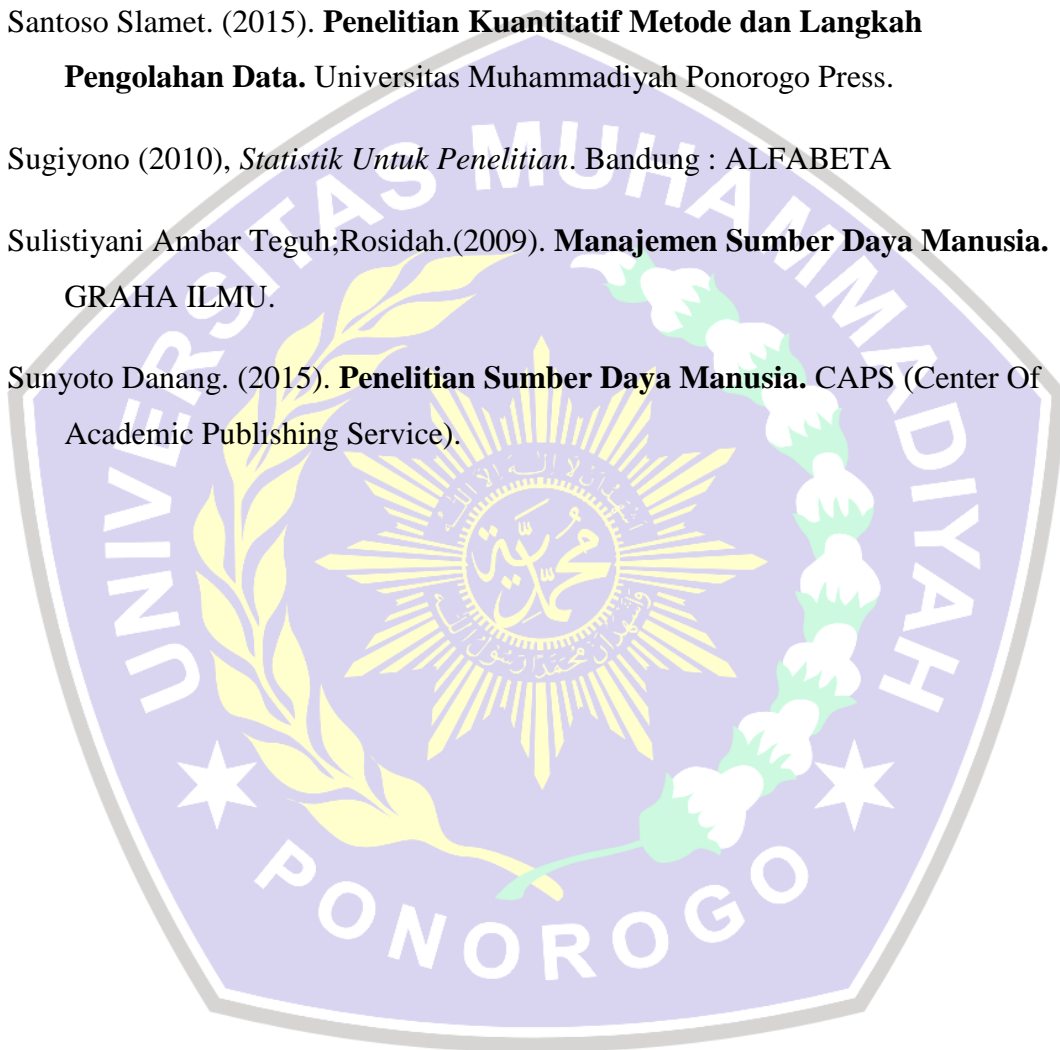 Santoso Slamet. (2015). Penelitian Kuantitatif Metode dan Langkah
Pengolahan Data. Universitas Muhammadiyah Ponorogo Press.
Sugiyono (2010), Statistik Untuk Penelitian. Bandung : ALFABETA
Sulistiyani Ambar Teguh;Rosidah.(2009). Manajemen Sumber Daya Manusia.
GRAHA ILMU.
Sunyoto Danang. (2015). Penelitian Sumber Daya Manusia. CAPS (Center Of
Academic Publishing Service).
UNIVERSITAS MUHAMMADIYAH
محمدية
PONOROGO